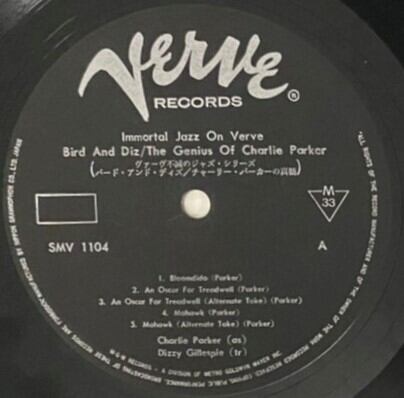 Verve
RECORDS ®
Immortal Jazz On Verve
Bird And Diz/The Genius Of Charlie Parker
(ヴァーヴ不滅のジャズ・シリーズ
バード・アンド・ディズ/チャーリー・パーカーの真髄)
M
33
SMV 1104
A
1. Bloomdido (Parker)
2. An Oscar For Treadwell (Parker)
3. An Oscar For Treadwell (Alternate Take) (Parker)
4. Mohawk (Parker)
5. Mohawk (Alternate Take) (Parker)
Charlie Parker (as)
Dizzy Gillespie (tr)